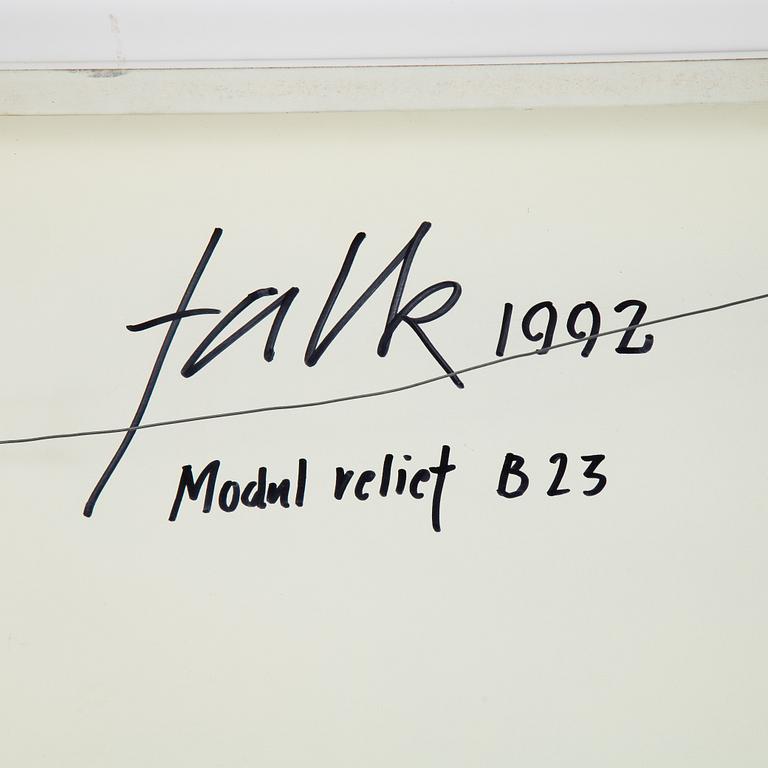 falk 1992
Modul relief B 23